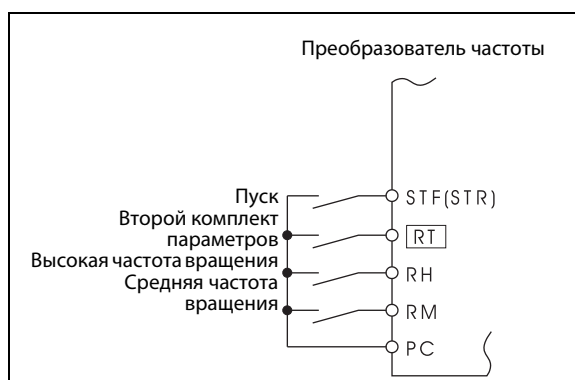 Преобразователь частоты
Пуск
STF(STR)
Второй комплект
параметров
RT
Высокая частота вращения
RH
Средняя частота
вращения
RM
PC